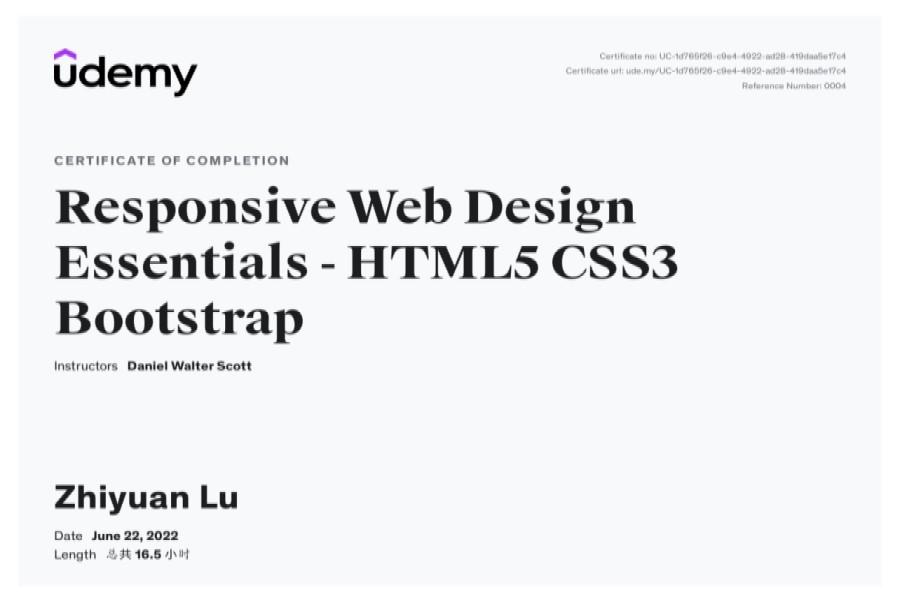 udemy
Certificate no: UC-1d765f26-c9e4-4922-ad28-419daa5e17c4
Certificate url: ude.my/UC-1d765f26-c9e4-4922-ad28-419daa5e17c4
Reference Number: 0004
CERTIFICATE OF COMPLETION
Responsive Web Design
Essentials - HTML5 CSS3
Bootstrap
Instructors Daniel Walter Scott
Zhiyuan Lu
Date June 22, 2022
Length 总共 16.5 小时